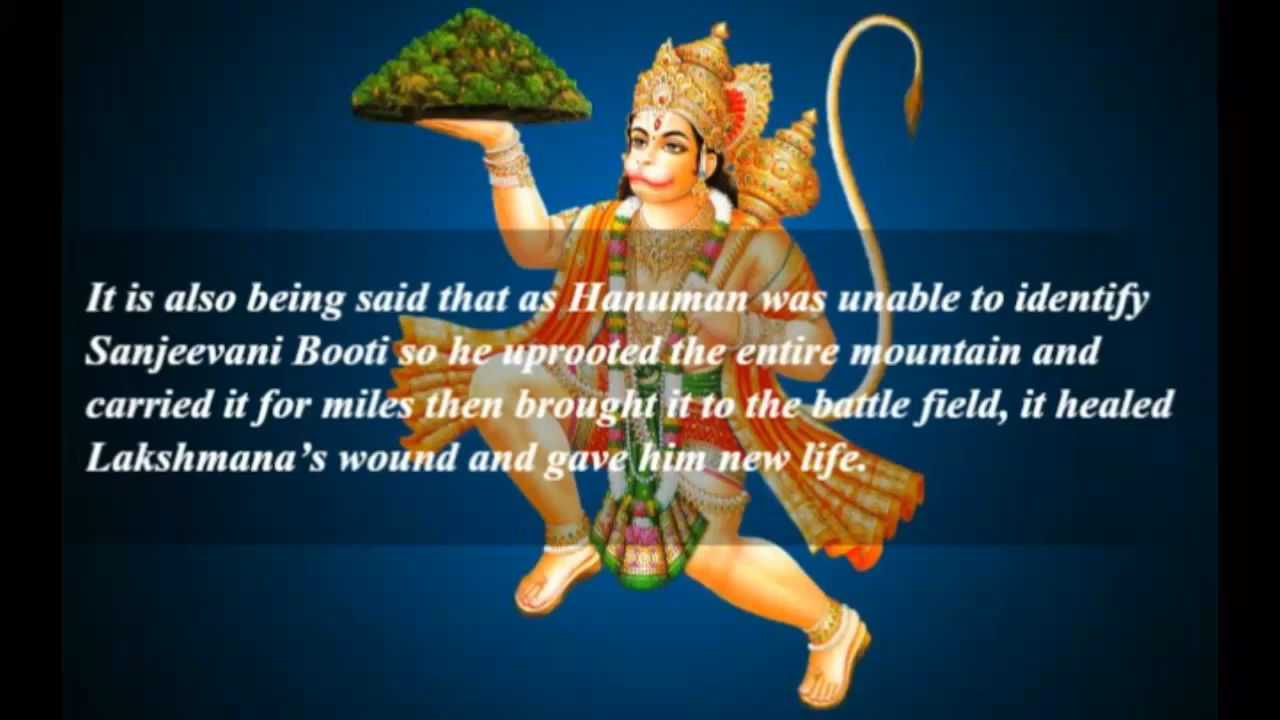 It is also being said that as Hanuman was unable to identify
Sanjeevani Booti so he uprooted the entire mountain and
carried it for miles then brought it to the battle field, it healed
Lakshmana’s wound and gave him new life.